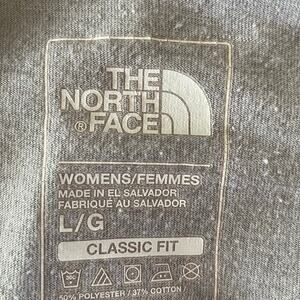 THE
NORTH
® FACE
WOMENS/FEMMES
MADE IN EL SALVADOR
FABRIQUÉ AU SALVADOR
L/G
CLASSIC FIT
50% POLYESTER / 37% COTTON /